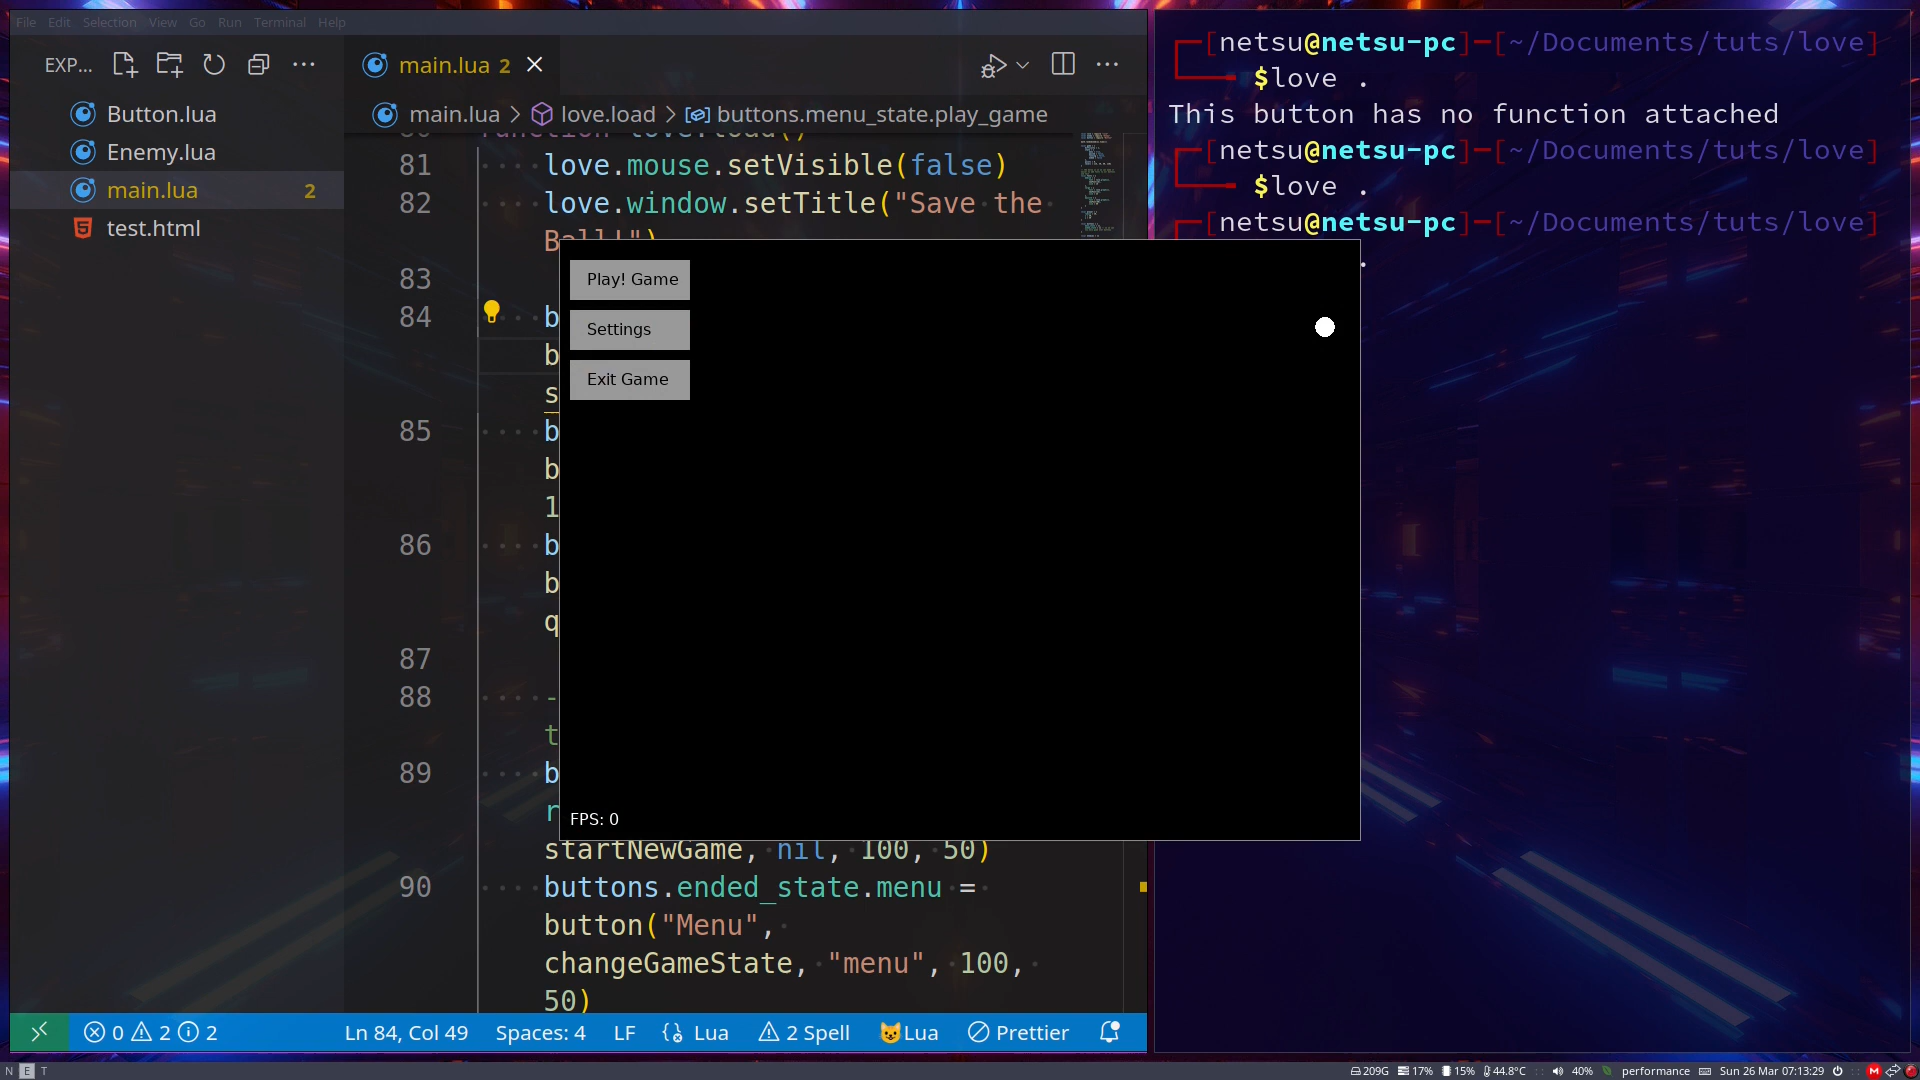 File Edit Selection View Go Run Terminal Help
EXP...
Button.lua
Enemy.lua
main.lua 2
test.html
main.lua 2
main.lua > love.load > buttons.menu_state.play_game
80 function love.load()
81 love.mouse.setVisible(false)
82 love.window.setTitle("Save the
Ball!")
83
84 b
b
s
85 b
b
1
86 b
b
q
87
88 -
t
89 b
r
startNewGame, nil, 100, 50)
90 buttons.ended_state.menu =
button("Menu",
changeGameState, "menu", 100,
50)
0 2 2
Ln 84, Col 49
Spaces: 4
LF
Lua
2 Spell
Lua
Prettier
[netsu@netsu-pc]─[~/Documents/tuts/love]
$love .
This button has no function attached
[netsu@netsu-pc]─[~/Documents/tuts/love]
$love .
[netsu@netsu-pc]─[~/Documents/tuts/love]
.
Play! Game
Settings
Exit Game
FPS: 0
N E T
209G 17% 15% 44.8°C :: 40% performance Sun 26 Mar 07:13:29 :: M